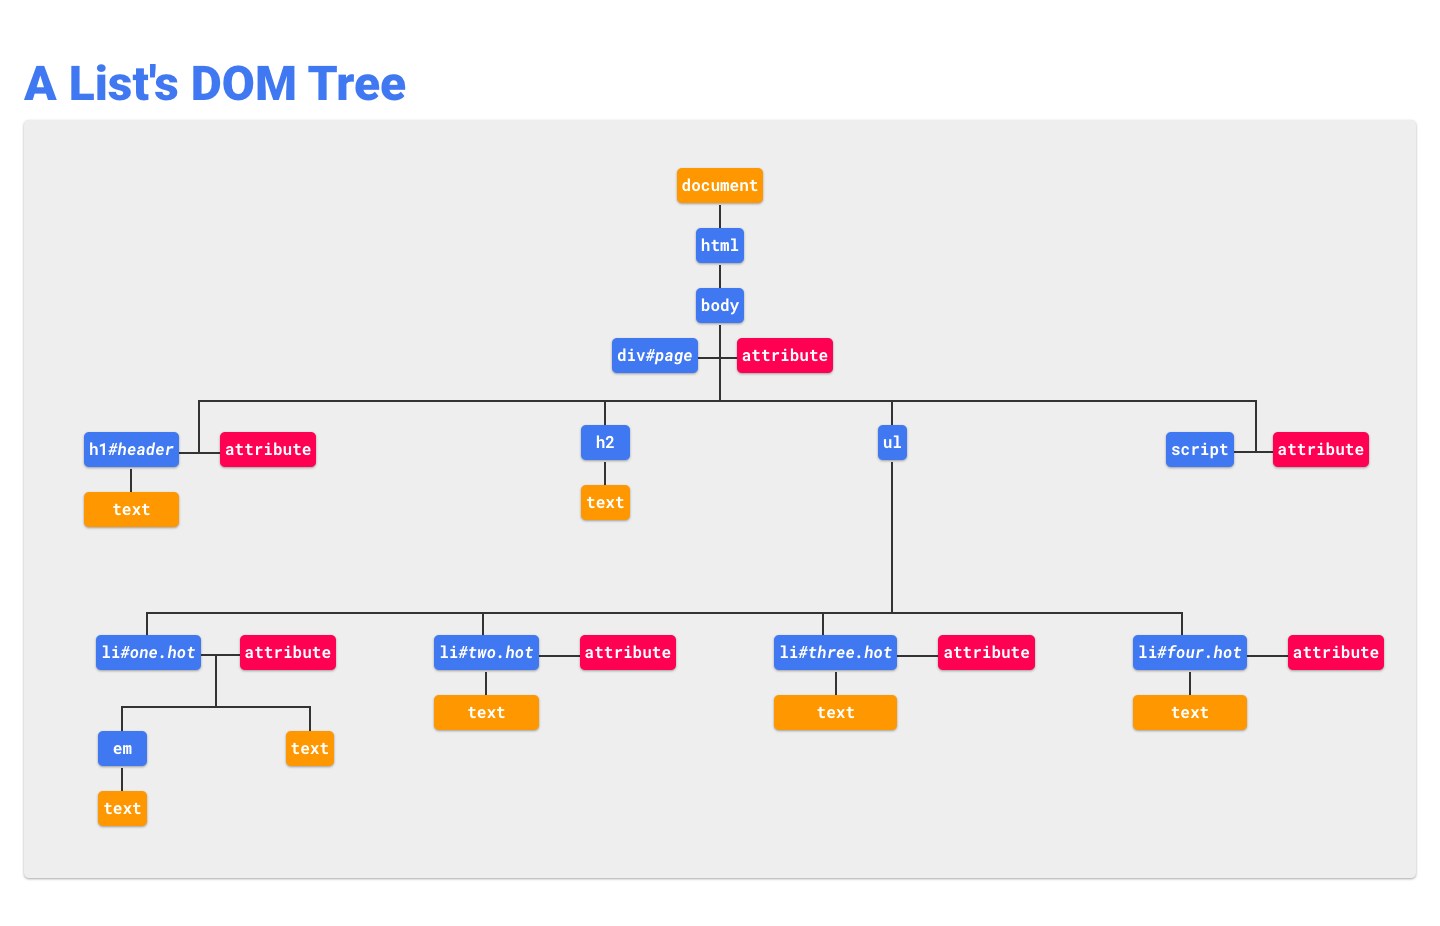 A List's DOM Tree
document
html
body
div#page attribute
h1#header attribute h2 ul script attribute
text text
li#one.hot attribute li#two.hot attribute li#three.hot attribute li#four.hot attribute
text text text
em text
text